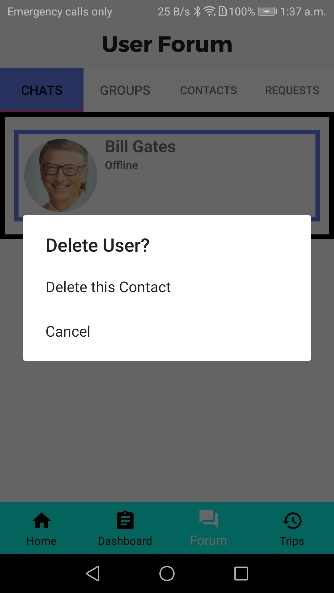 Emergency calls only 25 B/s 100% 1:37 a.m.
User Forum
CHATS GROUPS CONTACTS REQUESTS
Bill Gates
Offline
Delete User?
Delete this Contact
Cancel
Home Dashboard Forum Trips